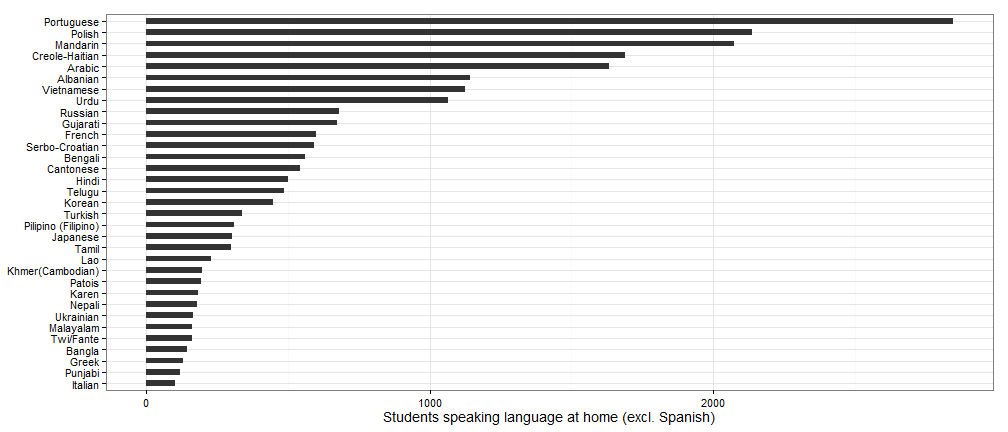 Portuguese
Polish
Mandarin
Creole-Haitian
Arabic
Albanian
Vietnamese
Urdu
Russian
Gujarati
French
Serbo-Croatian
Bengali
Cantonese
Hindi
Telugu
Korean
Turkish
Pilipino (Filipino)
Japanese
Tamil
Lao
Khmer(Cambodian)
Patois
Karen
Nepali
Ukrainian
Malayalam
Twi/Fante
Bangla
Greek
Punjabi
Italian
0 1000 2000
Students speaking language at home (excl. Spanish)